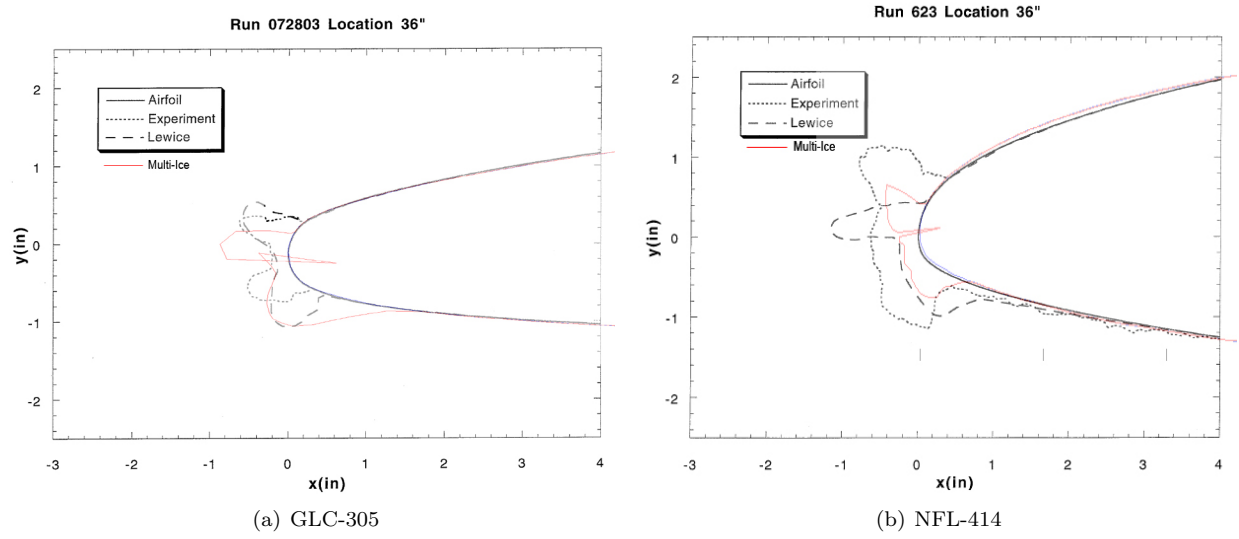 Run 072803 Location 36"
2
1
0
-1
-2
y(in)
Airfoil
Experiment
Lewice
Multi-Ice
-3 -2 -1 0 1 2 3 4
x(in)
(a) GLC-305
Run 623 Location 36"
2
1
0
-1
-2
y(in)
Airfoil
Experiment
Lewice
Multi-Ice
-3 -2 -1 0 1 2 3 4
x(in)
(b) NFL-414